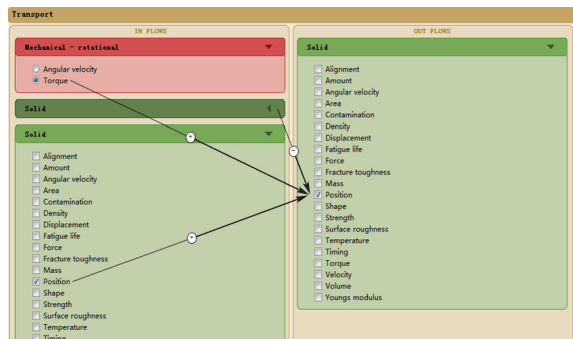 Transport
IN FLOWS
Mechanical - rotational
Angular velocity
Torque
Solid
Solid
Alignment
Amount
Angular velocity
Area
Contamination
Density
Displacement
Fatigue life
Force
Fracture toughness
Mass
Position
Shape
Strength
Surface roughness
Temperature
Timing
+
-
+
OUT FLOWS
Solid
Alignment
Amount
Angular velocity
Area
Contamination
Density
Displacement
Fatigue life
Force
Fracture toughness
Mass
Position
Shape
Strength
Surface roughness
Temperature
Timing
Torque
Velocity
Volume
Youngs modulus